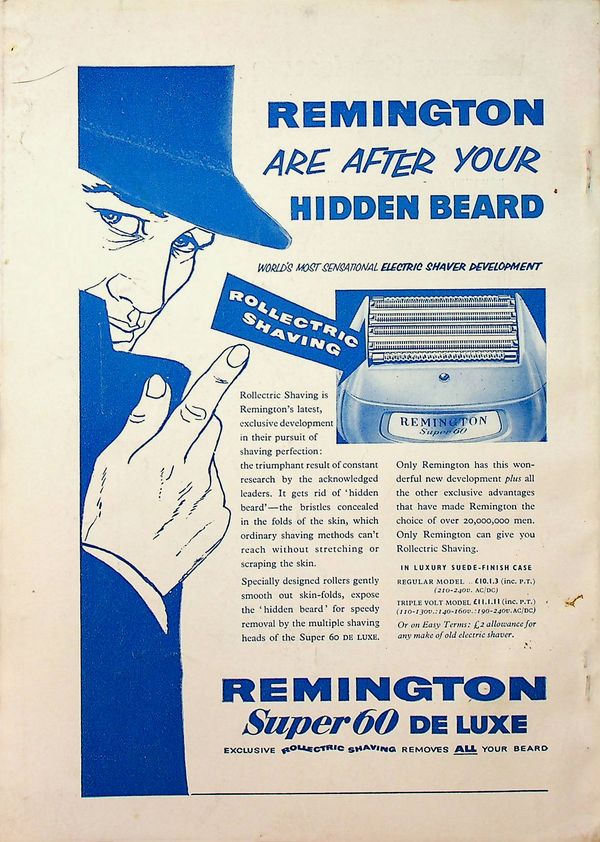 REMINGTON
ARE AFTER YOUR
HIDDEN BEARD
WORLD'S MOST SENSATIONAL ELECTRIC SHAVER DEVELOPMENT
ROLLECTRIC
SHAVING
REMINGTON
Super 60
Rollectric Shaving is
Remington's latest,
exclusive development
in their pursuit of
shaving perfection:
the triumphant result of constant
research by the acknowledged
leaders. It gets rid of 'hidden
beard'—the bristles concealed
in the folds of the skin, which
ordinary shaving methods can't
reach without stretching or
scraping the skin.
Specially designed rollers gently
smooth out skin-folds, expose
the 'hidden beard' for speedy
removal by the multiple shaving
heads of the Super 60 DE LUXE.
Only Remington has this won-
derful new development plus all
the other exclusive advantages
that have made Remington the
choice of over 20,000,000 men.
Only Remington can give you
Rollectric Shaving.
IN LUXURY SUEDE-FINISH CASE
REGULAR MODEL .. £10.1.3 (inc. P.T.)
(210-240v. AC/DC)
TRIPLE VOLT MODEL £11.1.11 (inc. P.T.)
(110-130v.:140-160v.:190-240v. AC/DC)
Or on Easy Terms: £2 allowance for
any make of old electric shaver.
REMINGTON
Super 60 DE LUXE
EXCLUSIVE ROLLECTRIC SHAVING REMOVES ALL YOUR BEARD